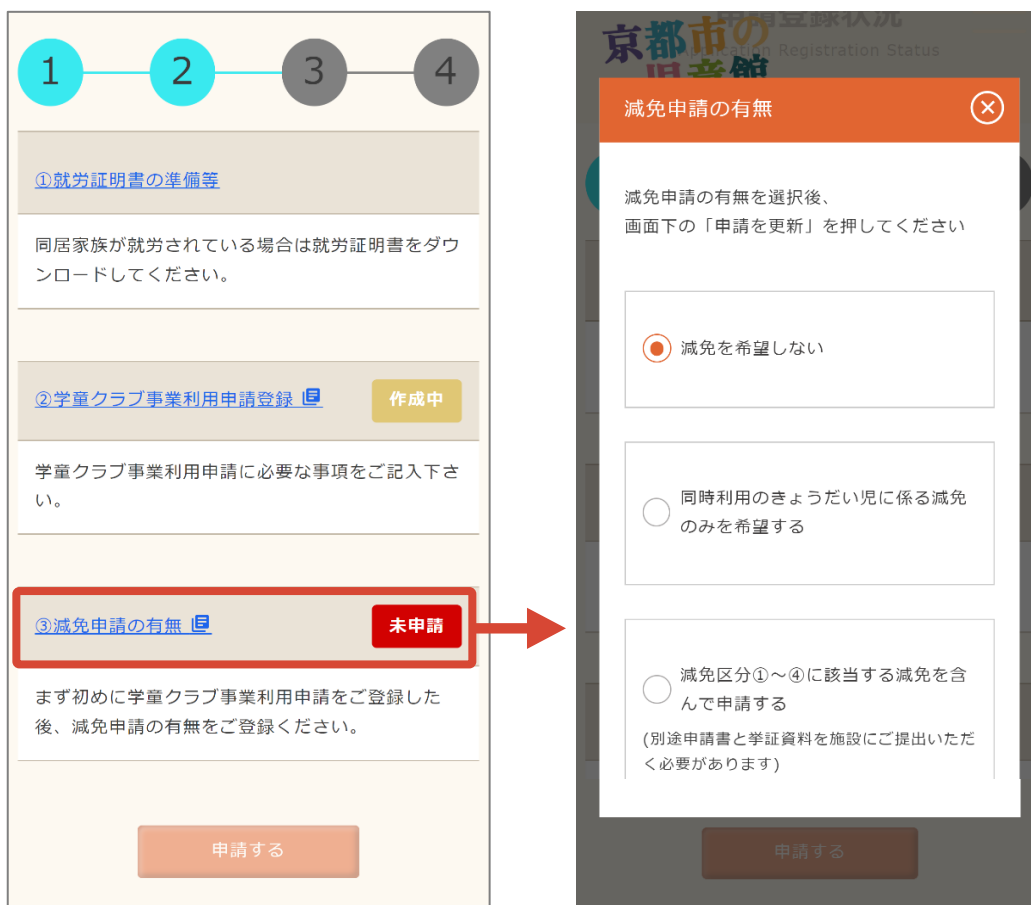 1
2
3
4
①就労証明書の準備等
同居家族が就労されている場合は就労証明書をダウ
ンロードしてください。
②学童クラブ事業利用申請登録
作成中
学童クラブ事業利用申請に必要な事項をご記入下さ
い。
③減免申請の有無
未申請
まず初めに学童クラブ事業利用申請をご登録した
後、減免申請の有無をご登録ください。
申請する
申請登録状況
Application Registration Status
京都市の
児童館
減免申請の有無
減免申請の有無を選択後、
画面下の「申請を更新」を押してください
減免を希望しない
同時利用のきょうだい児に係る減免
のみを希望する
減免区分①～④に該当する減免を含
んで申請する
(別途申請書と挙証資料を施設にご提出いただ
く必要があります)
申請する